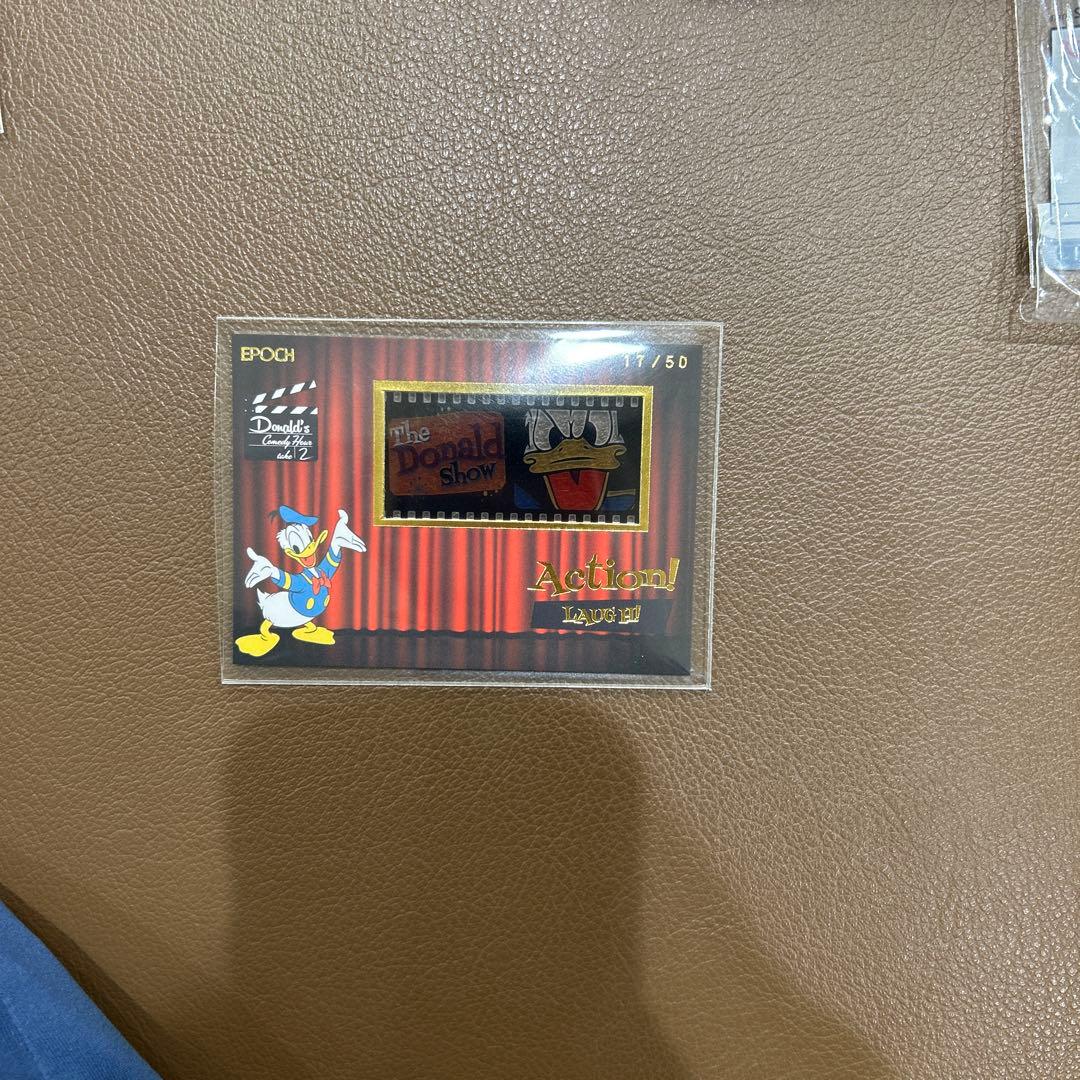 EPOCH
17/50
Donald's
Comedy Hour
take 2
The
Donald
Show
Action!
LAUGH!